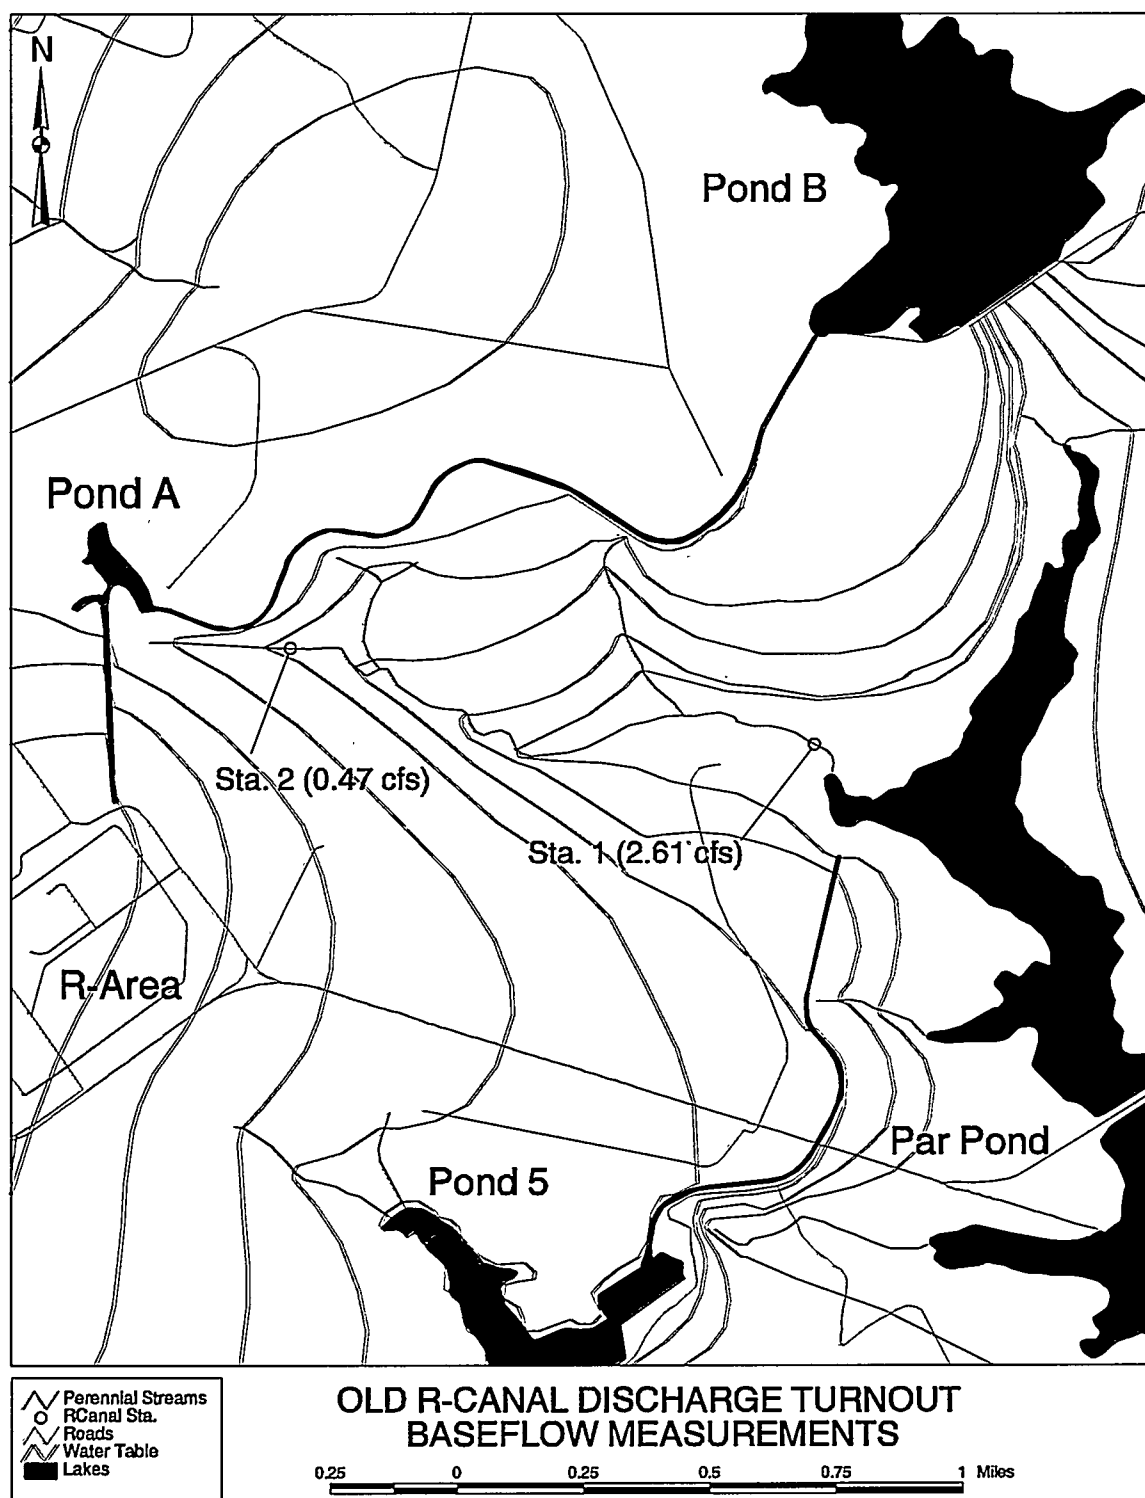 N
Pond B
Pond A
Sta. 2 (0.47 cfs)
Sta. 1 (2.61 cfs)
R-Area
Par Pond
Pond 5
Perennial Streams
RCanal Sta.
Roads
Water Table
Lakes
OLD R-CANAL DISCHARGE TURNOUT
BASEFLOW MEASUREMENTS
0.25 0 0.25 0.5 0.75 1 Miles